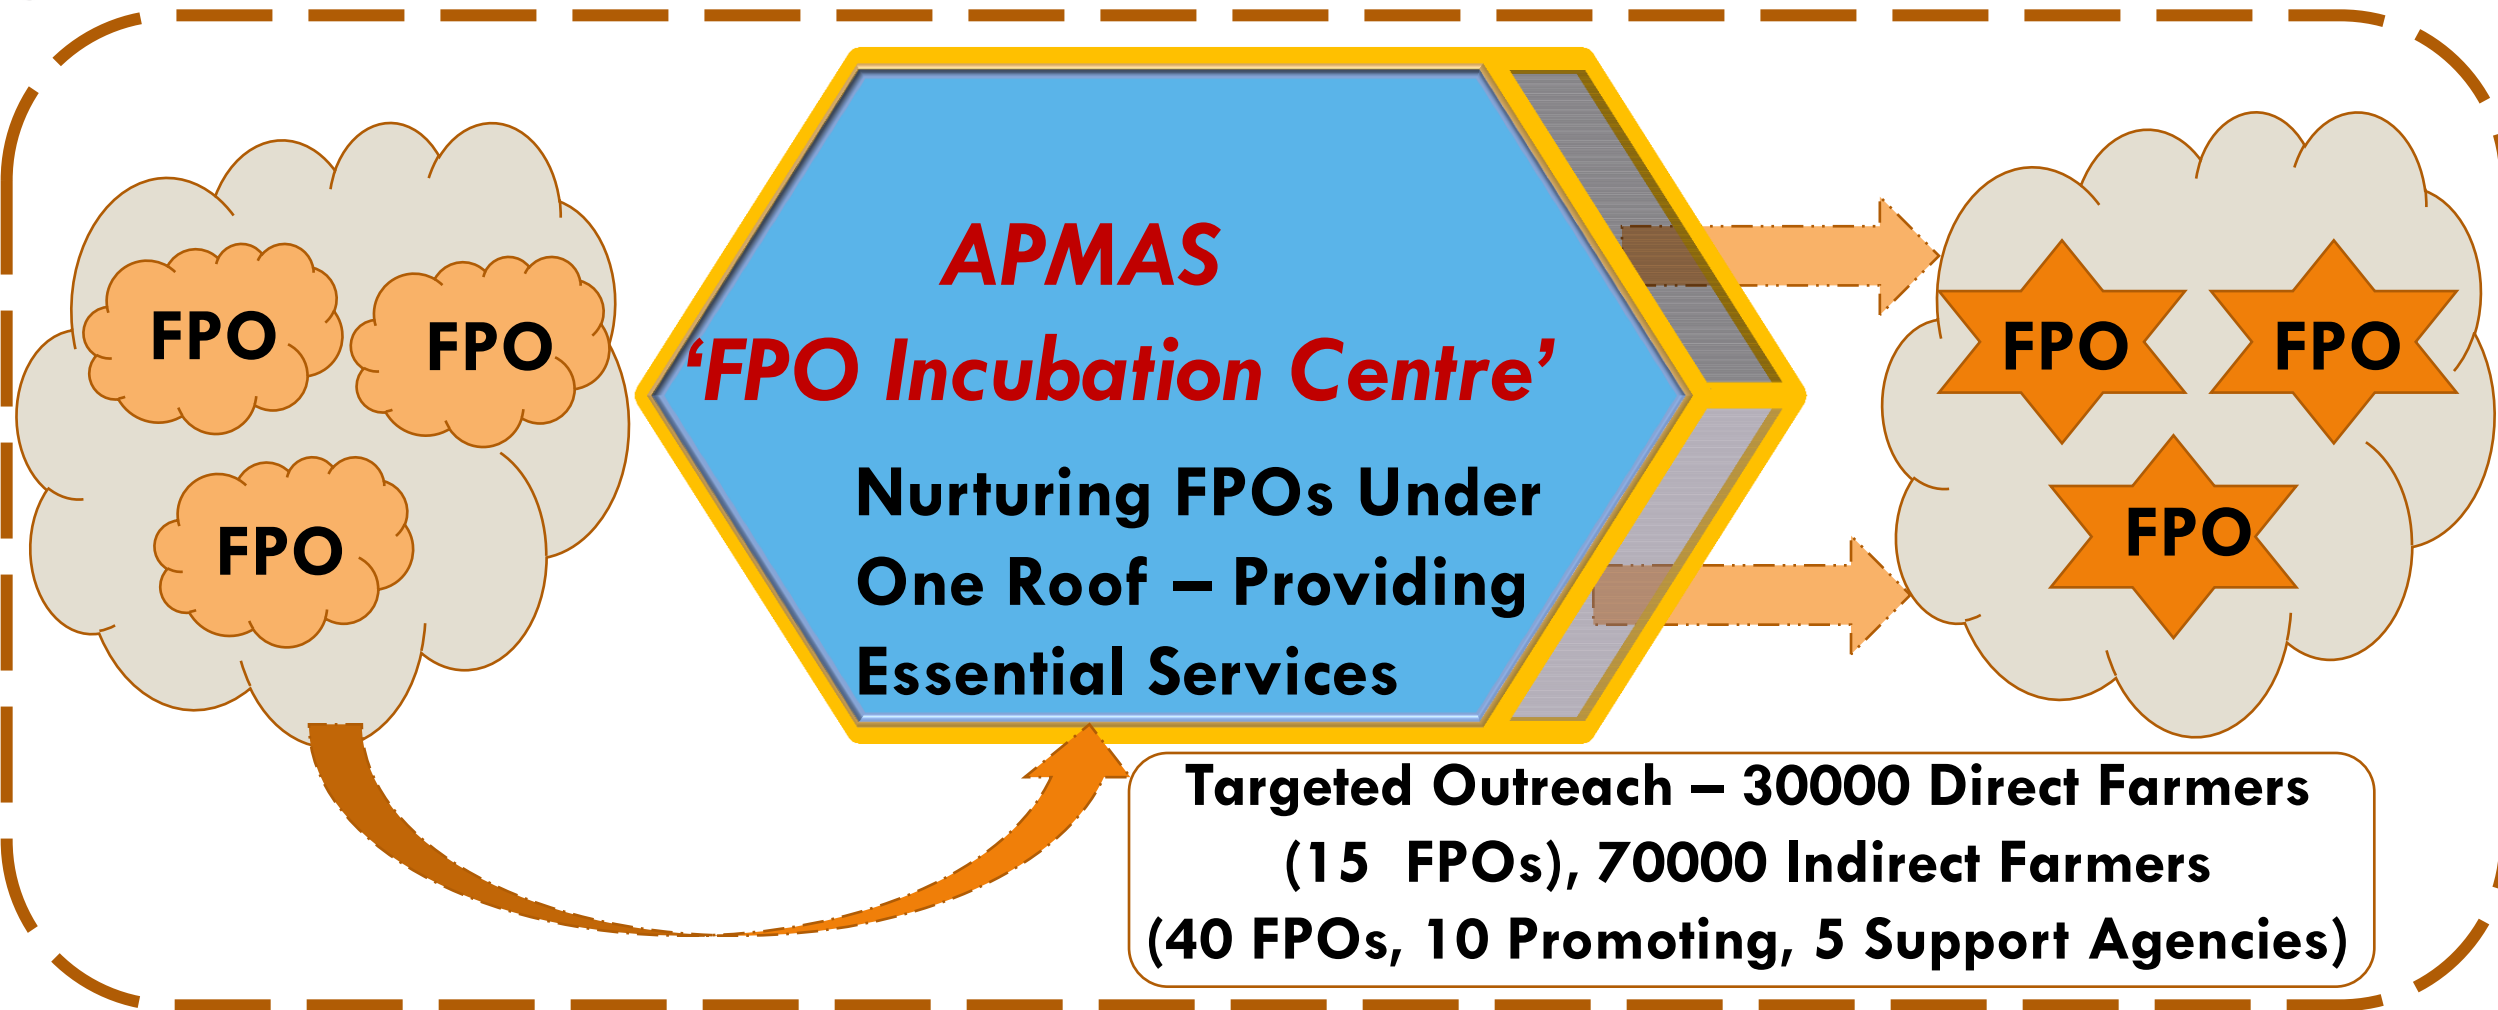 FPO
FPO
FPO
APMAS
‘FPO Incubation Centre’
Nurturing FPOs Under
One Roof – Providing
Essential Services
FPO
FPO
FPO
Targeted Outreach – 30000 Direct Farmers
(15 FPOs), 70000 Indirect Farmers
(40 FPOs, 10 Promoting, 5 Support Agencies)